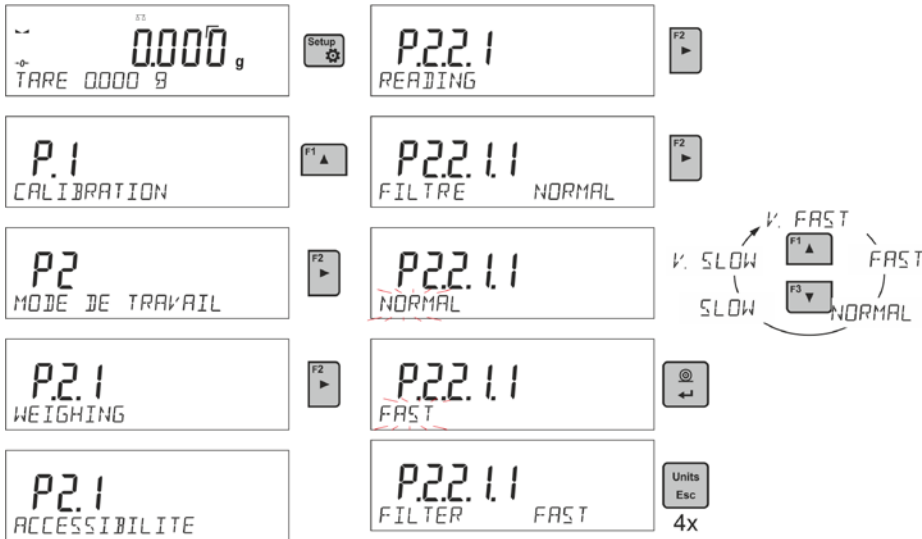 0.000 g
TARE 0.000 g
Setup
P.1
CALIBRATION
F1
P2
MODE DE TRAVAIL
F2
P.2.1
WEIGHING
F2
P2.1
ACCESSIBILITE
P.2.2.1
READING
F2
P.2.2.1.1
FILTRE NORMAL
F2
P.2.2.1.1
NORMAL
V. FAST
F1
V. SLOW
FAST
F3
SLOW
NORMAL
P.2.2.1.1
FAST
P.2.2.1.1
FILTER FAST
Units
Esc
4x